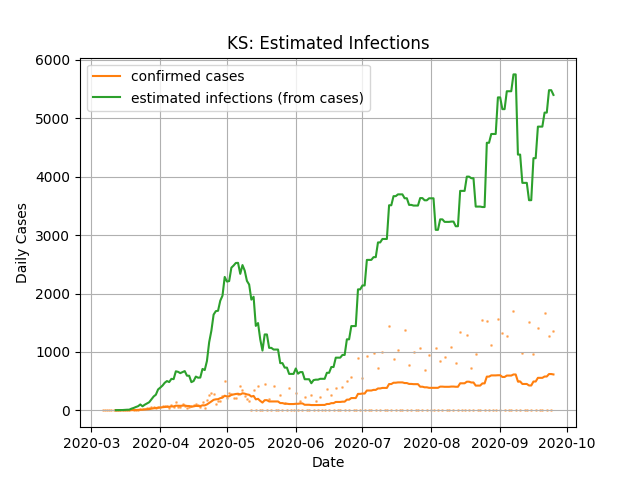 KS: Estimated Infections
confirmed cases
estimated infections (from cases)
Daily Cases
6000
5000
4000
3000
2000
1000
0
2020-03 2020-04 2020-05 2020-06 2020-07 2020-08 2020-09 2020-10
Date